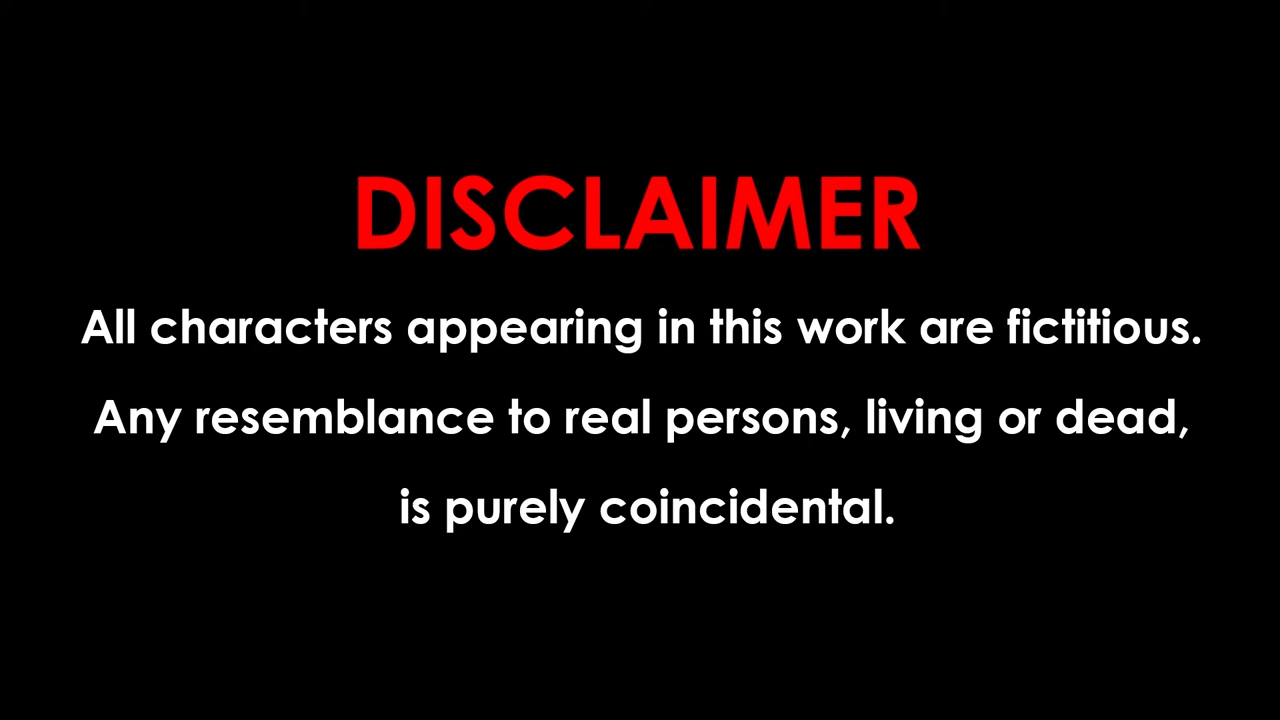 DISCLAIMER
All characters appearing in this work are fictitious.
Any resemblance to real persons, living or dead,
is purely coincidental.